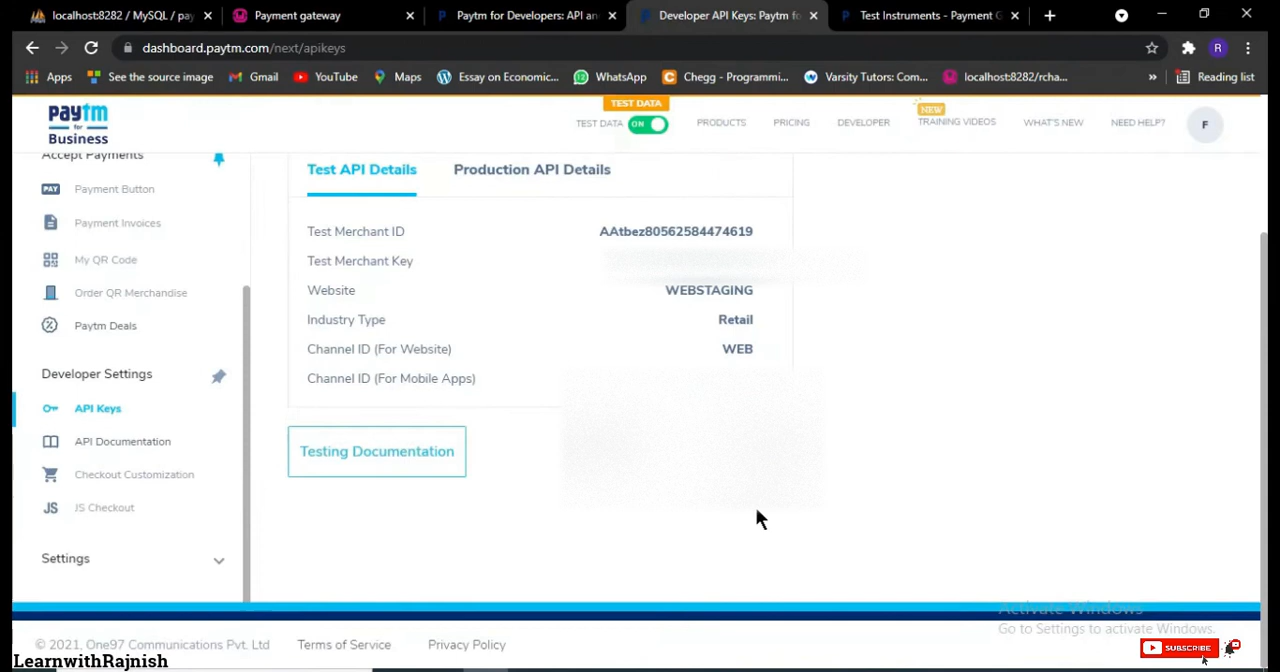 localhost:8282 / MySQL / pay
Payment gateway
Paytm for Developers: API an
Developer API Keys: Paytm fo
Test Instruments - Payment G
dashboard.paytm.com/next/apikeys
R
Apps
See the source image
Gmail
YouTube
Maps
Essay on Economic...
WhatsApp
Chegg - Programmi...
Varsity Tutors: Com...
localhost:8282/rcha...
»
Reading list
paytm
for
Business
TEST DATA
TEST DATA ON
PRODUCTS
PRICING
DEVELOPER
NEW
TRAINING VIDEOS
WHAT'S NEW
NEED HELP?
F
Accept Payments
PAY Payment Button
Payment Invoices
My QR Code
Order QR Merchandise
Paytm Deals
Developer Settings
API Keys
API Documentation
Checkout Customization
JS JS Checkout
Settings
Test API Details
Production API Details
Test Merchant ID AAtbez80562584474619
Test Merchant Key
Website WEBSTAGING
Industry Type Retail
Channel ID (For Website) WEB
Channel ID (For Mobile Apps)
Testing Documentation
Activate Windows
Go to Settings to activate Windows.
© 2021, One97 Communications Pvt. Ltd
Terms of Service
Privacy Policy
SUBSCRIBE
LearnwithRajnish